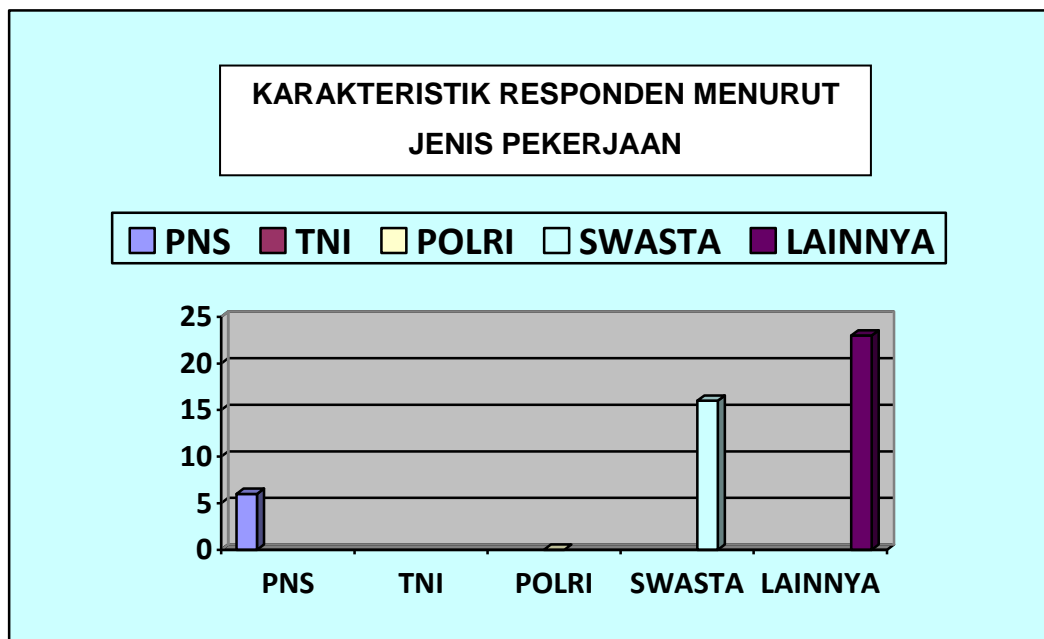 KARAKTERISTIK RESPONDEN MENURUT
JENIS PEKERJAAN
PNS TNI POLRI SWASTA LAINNYA
25
20
15
10
5
0
PNS TNI POLRI SWASTA LAINNYA